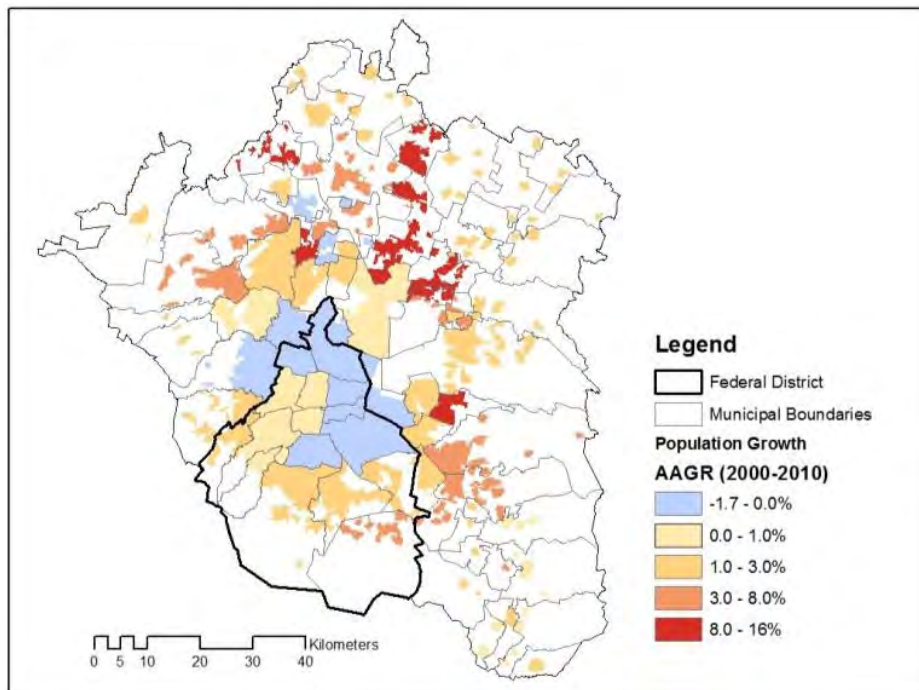 Legend
Federal District
Municipal Boundaries
Population Growth
AAGR (2000-2010)
-1.7 - 0.0%
0.0 - 1.0%
1.0 - 3.0%
3.0 - 8.0%
8.0 - 16%
Kilometers
0 5 10 20 30 40